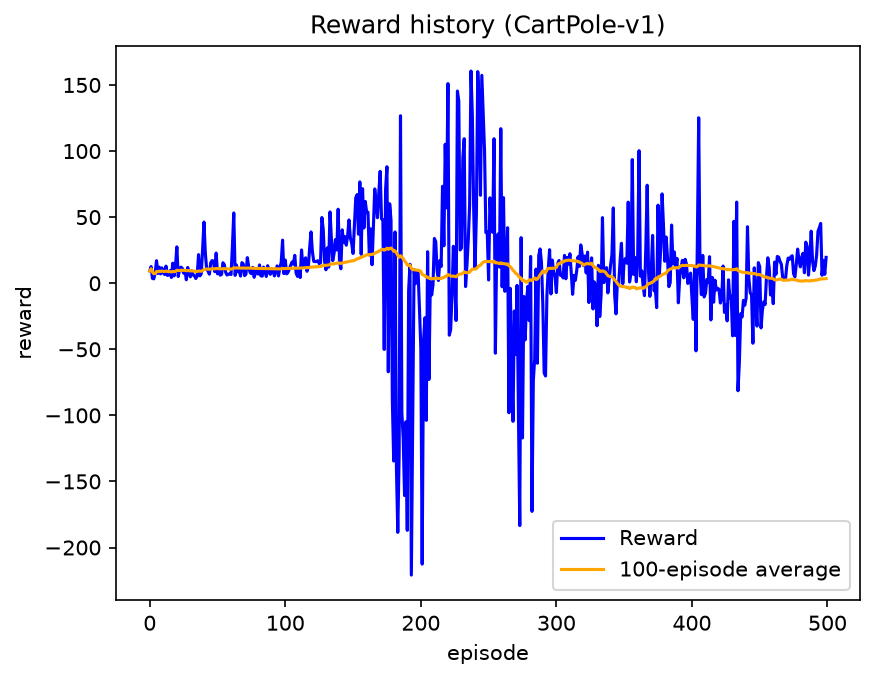 Reward history (CartPole-v1)
150
100
50
0
−50
−100
−150
−200
reward
0 100 200 300 400 500
episode
Reward
100-episode average